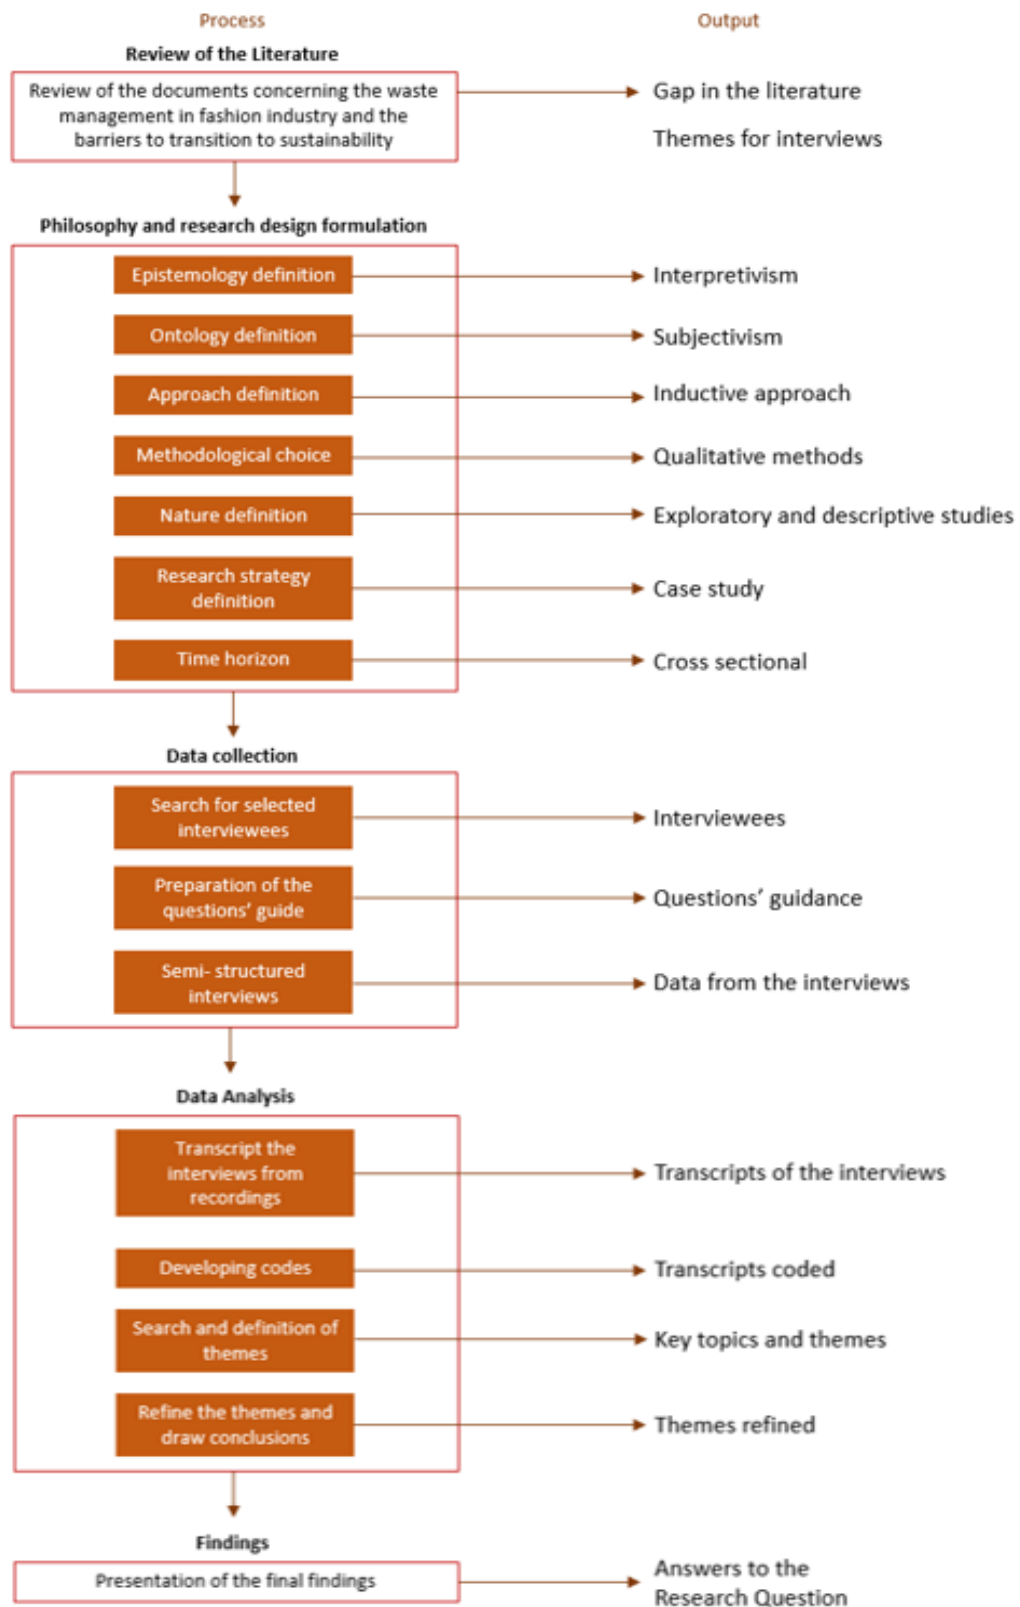 Process
Output
Review of the Literature
Review of the documents concerning the waste
management in fashion industry and the
barriers to transition to sustainability
Gap in the literature
Themes for interviews
Philosophy and research design formulation
Epistemology definition
Interpretivism
Ontology definition
Subjectivism
Approach definition
Inductive approach
Methodological choice
Qualitative methods
Nature definition
Exploratory and descriptive studies
Research strategy
definition
Case study
Time horizon
Cross sectional
Data collection
Search for selected
interviewees
Interviewees
Preparation of the
questions’ guide
Questions’ guidance
Semi- structured
interviews
Data from the interviews
Data Analysis
Transcript the
interviews from
recordings
Transcripts of the interviews
Developing codes
Transcripts coded
Search and definition of
themes
Key topics and themes
Refine the themes and
draw conclusions
Themes refined
Findings
Presentation of the final findings
Answers to the
Research Question